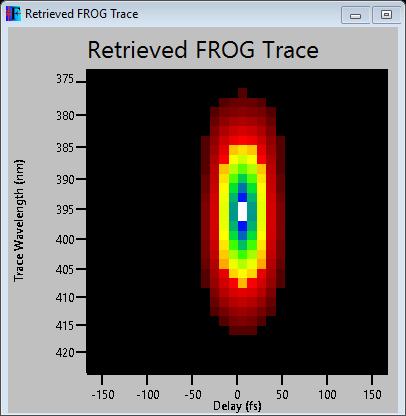 Retrieved FROG Trace
Retrieved FROG Trace
Trace Wavelength (nm)
375
380
385
390
395
400
405
410
415
420
-150 -100 -50 0 50 100 150
Delay (fs)